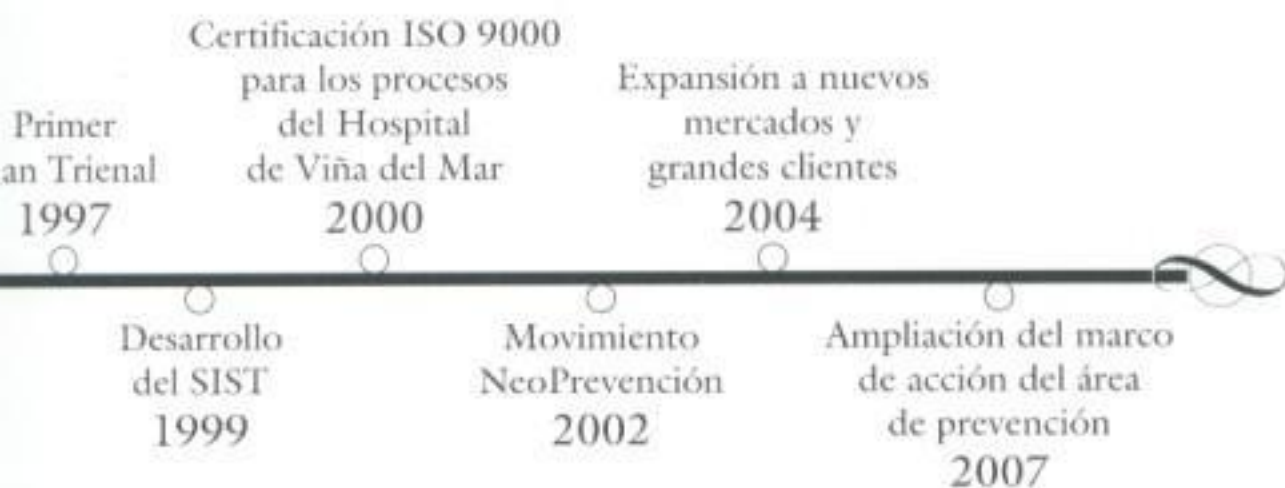 Primer
an Trienal
1997
Desarrollo
del SIST
1999
Certificación ISO 9000
para los procesos
del Hospital
de Viña del Mar
2000
Movimiento
NeoPrevención
2002
Expansión a nuevos
mercados y
grandes clientes
2004
Ampliación del marco
de acción del área
de prevención
2007